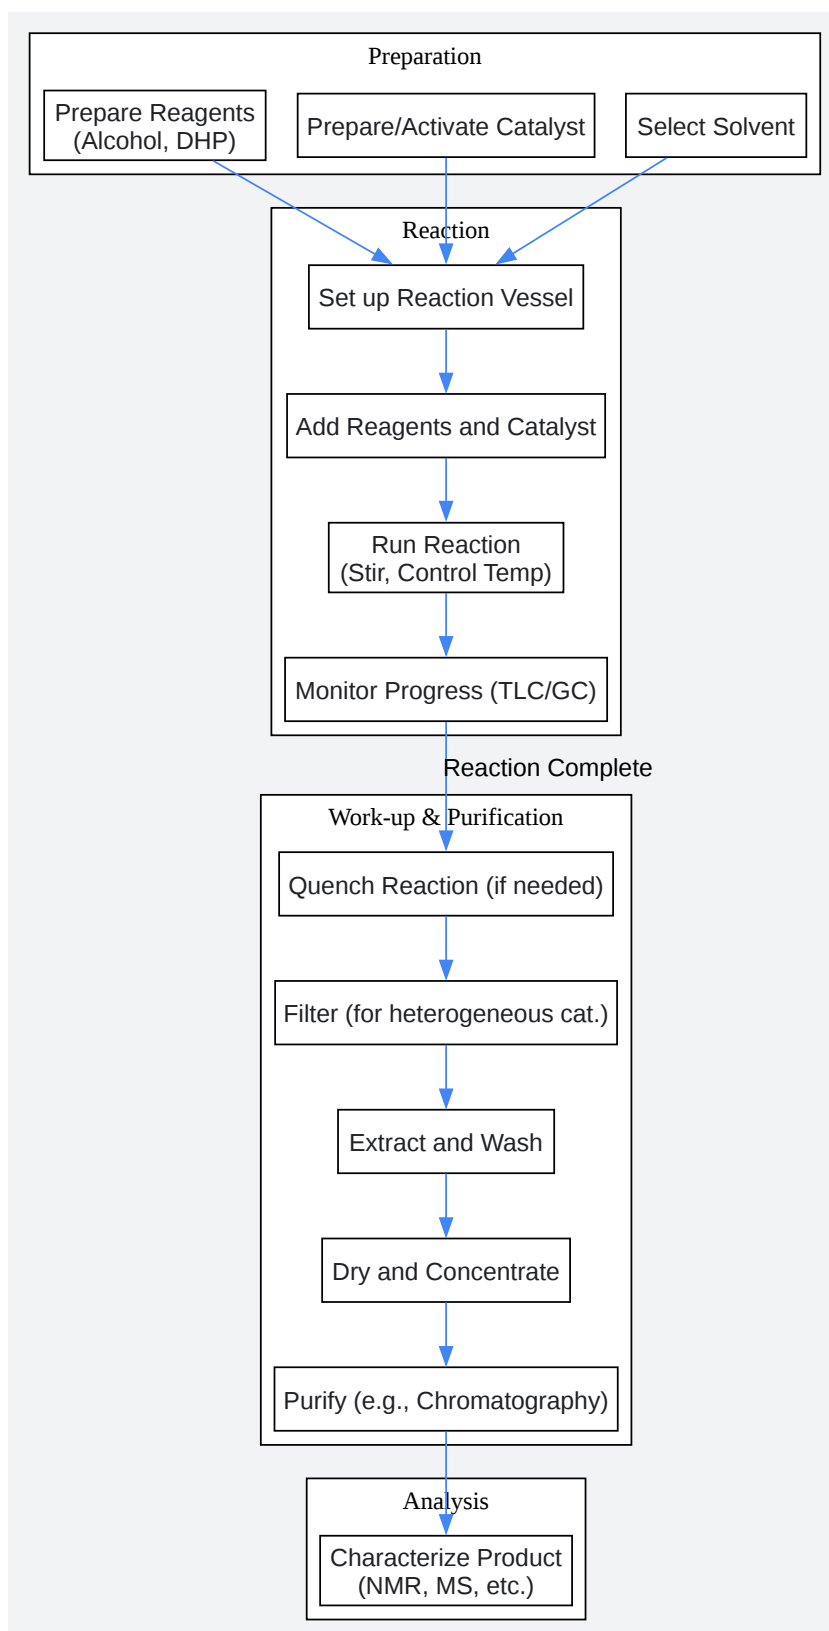 Preparation
Prepare Reagents
(Alcohol, DHP)
Prepare/Activate Catalyst
Select Solvent
Reaction
Set up Reaction Vessel
Add Reagents and Catalyst
Run Reaction
(Stir, Control Temp)
Monitor Progress (TLC/GC)
Reaction Complete
Work-up & Purification
Quench Reaction (if needed)
Filter (for heterogeneous cat.)
Extract and Wash
Dry and Concentrate
Purify (e.g., Chromatography)
Analysis
Characterize Product
(NMR, MS, etc.)